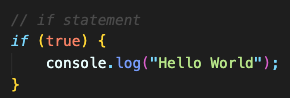 // if statement
if (true) {
    console.log("Hello World");
}